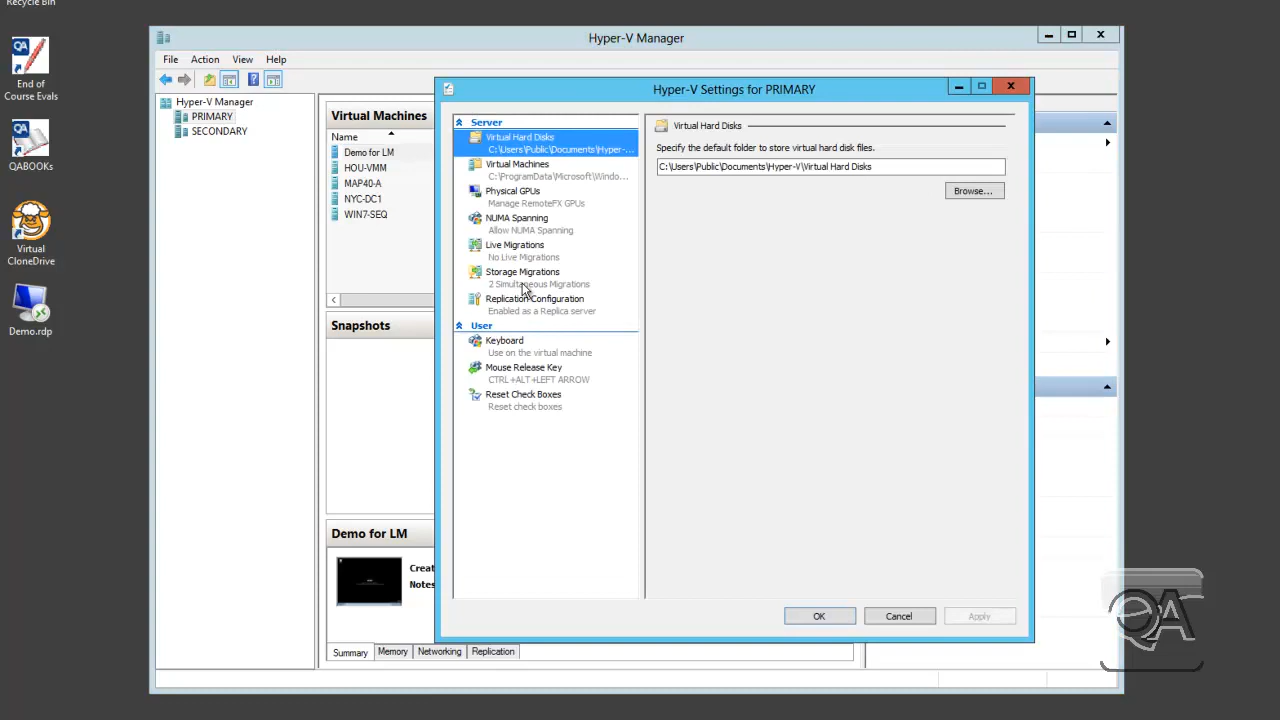 Recycle Bin
End of
Course Evals
QABOOKS
Virtual
CloneDrive
Demo.rdp
Hyper-V Manager
File Action View Help
Hyper-V Manager
PRIMARY
SECONDARY
Virtual Machines
Name
Demo for LM
HOU-VMM
MAP40-A
NYC-DC1
WIN7-SEQ
Snapshots
Demo for LM
Creat
Notes
Summary Memory Networking Replication
Hyper-V Settings for PRIMARY
Server
Virtual Hard Disks
C:\Users\Public\Documents\Hyper-...
Virtual Machines
C:\ProgramData\Microsoft\Windo...
Physical GPUs
Manage RemoteFX GPUs
NUMA Spanning
Allow NUMA Spanning
Live Migrations
No Live Migrations
Storage Migrations
2 Simultaneous Migrations
Replication Configuration
Enabled as a Replica server
User
Keyboard
Use on the virtual machine
Mouse Release Key
CTRL+ALT+LEFT ARROW
Reset Check Boxes
Reset check boxes
Virtual Hard Disks
Specify the default folder to store virtual hard disk files.
C:\Users\Public\Documents\Hyper-V\Virtual Hard Disks
Browse...
OK Cancel Apply
QA